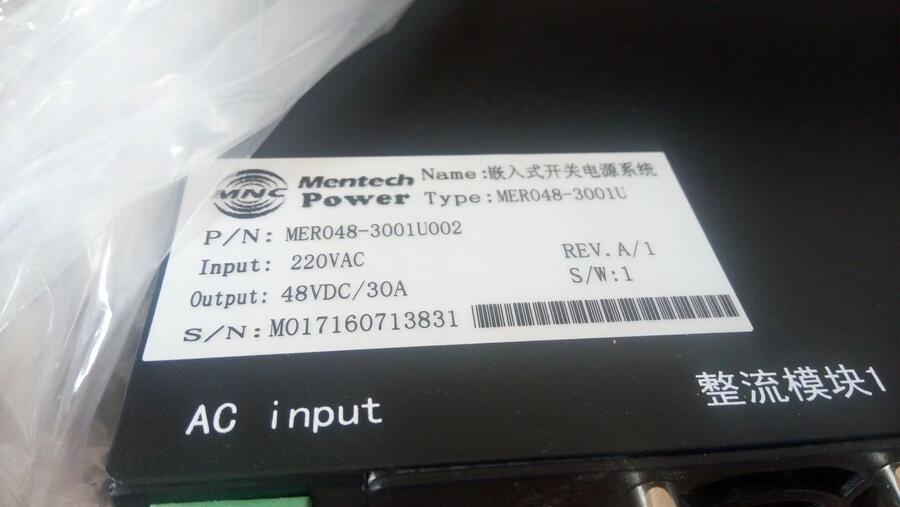 MNC Mentech Power
Name:嵌入式开关电源系统
Type:MER048-3001U
P/N: MER048-3001U002
Input: 220VAC
REV.A/1
Output: 48VDC/30A
S/W:1
S/N:M017160713831
AC input
整流模块1